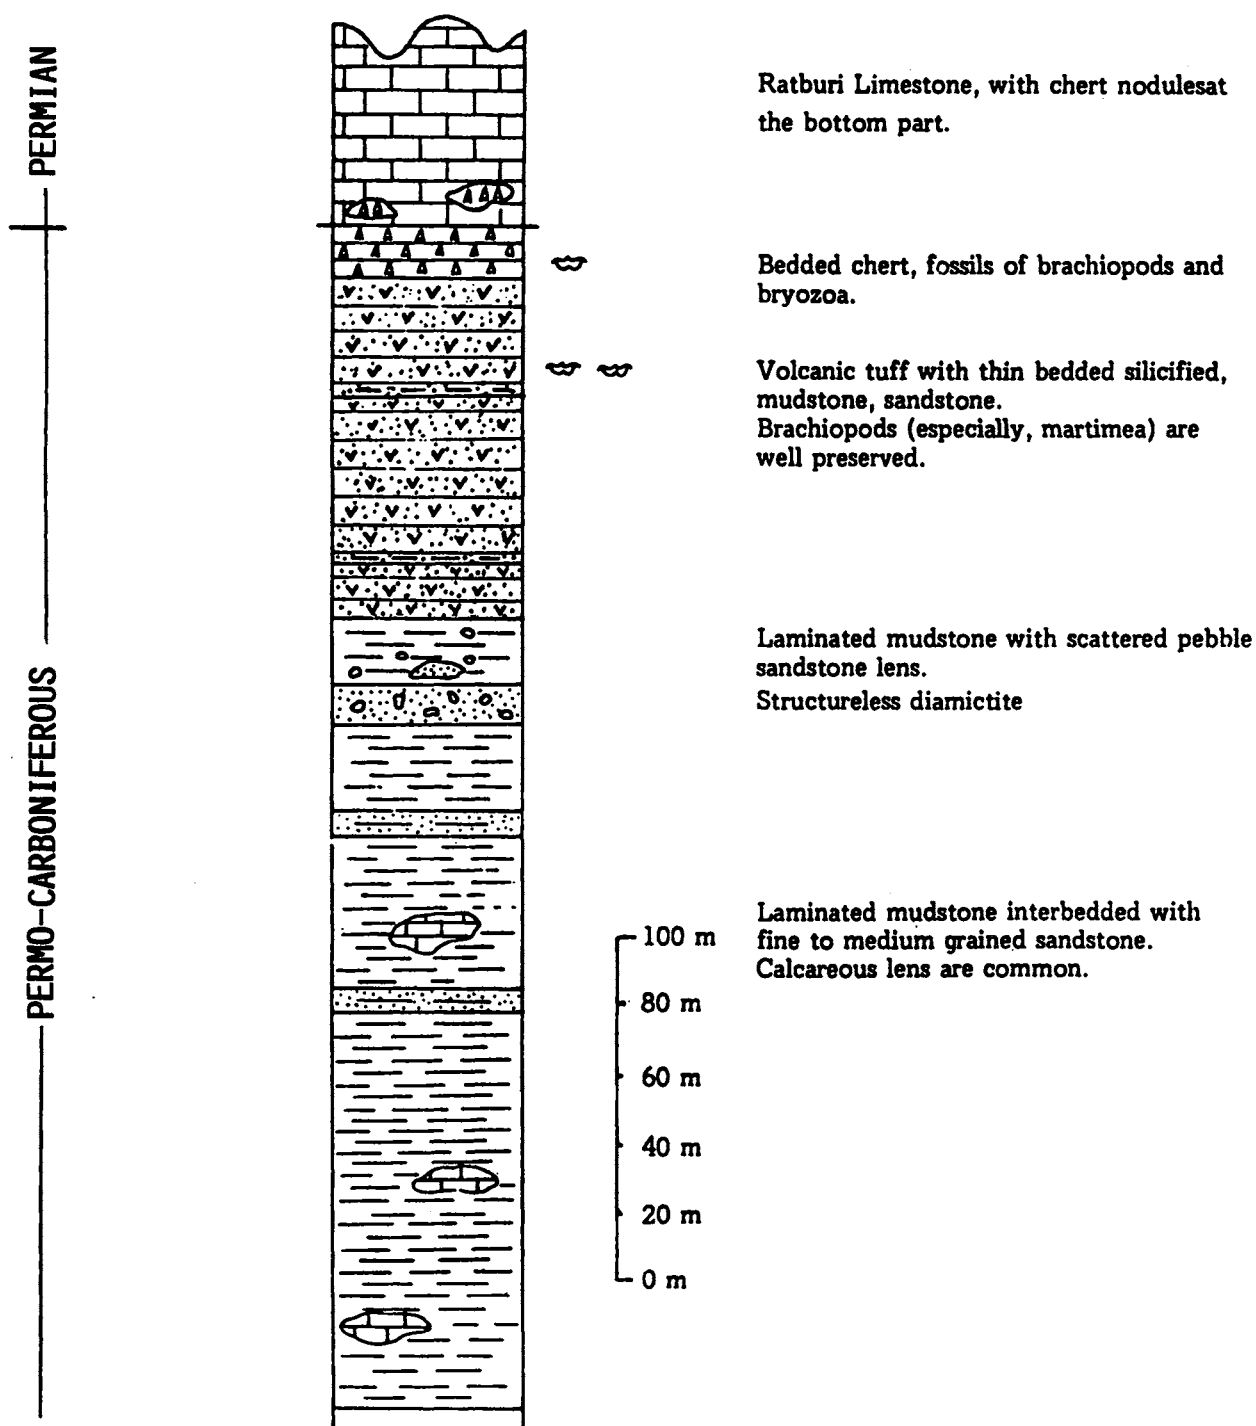 PERMIAN
PERMO-CARBONIFEROUS
Ratburi Limestone, with chert nodulesat
the bottom part.
Bedded chert, fossils of brachiopods and
bryozoa.
Volcanic tuff with thin bedded silicified,
mudstone, sandstone.
Brachiopods (especially, martimea) are
well preserved.
Laminated mudstone with scattered pebble
sandstone lens.
Structureless diamictite
Laminated mudstone interbedded with
fine to medium grained sandstone.
Calcareous lens are common.
100 m
80 m
60 m
40 m
20 m
0 m